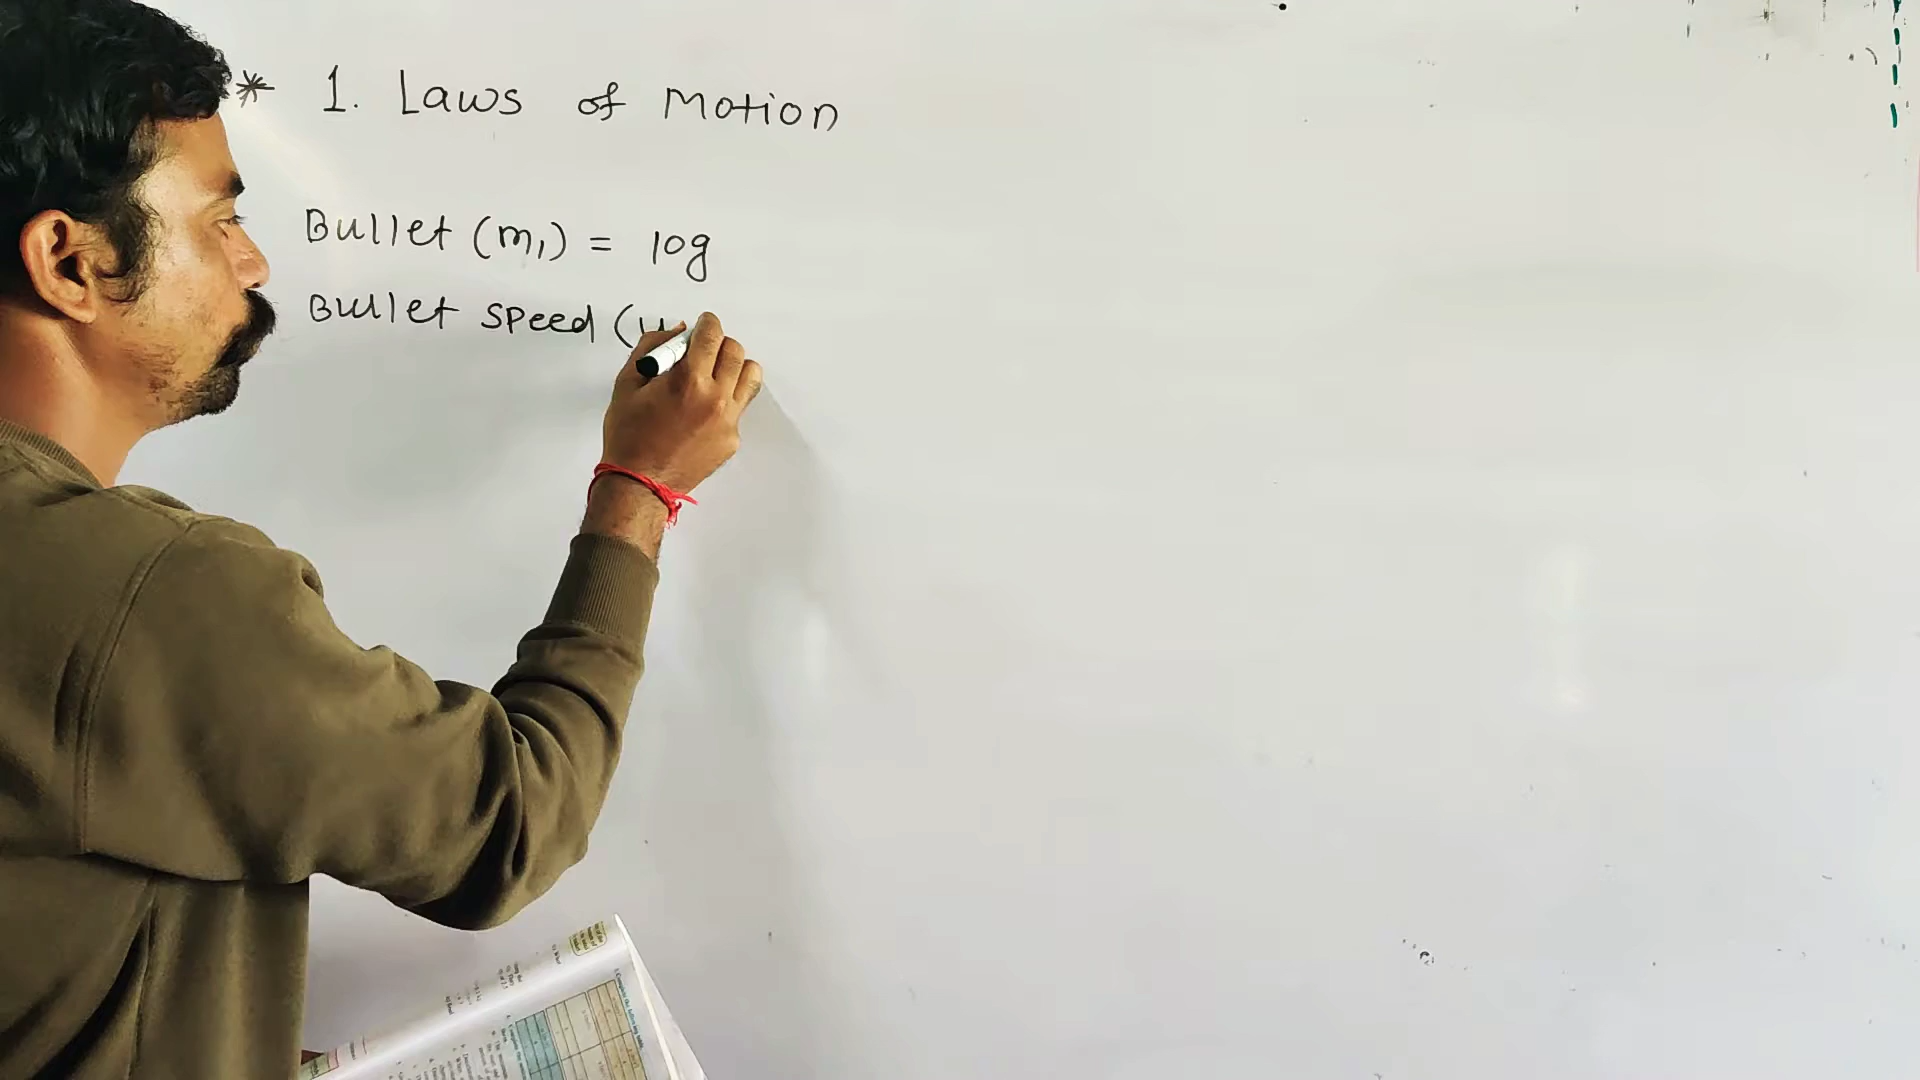 * 1. Laws of Motion
Bullet (m1) = 10g
Bullet speed (u